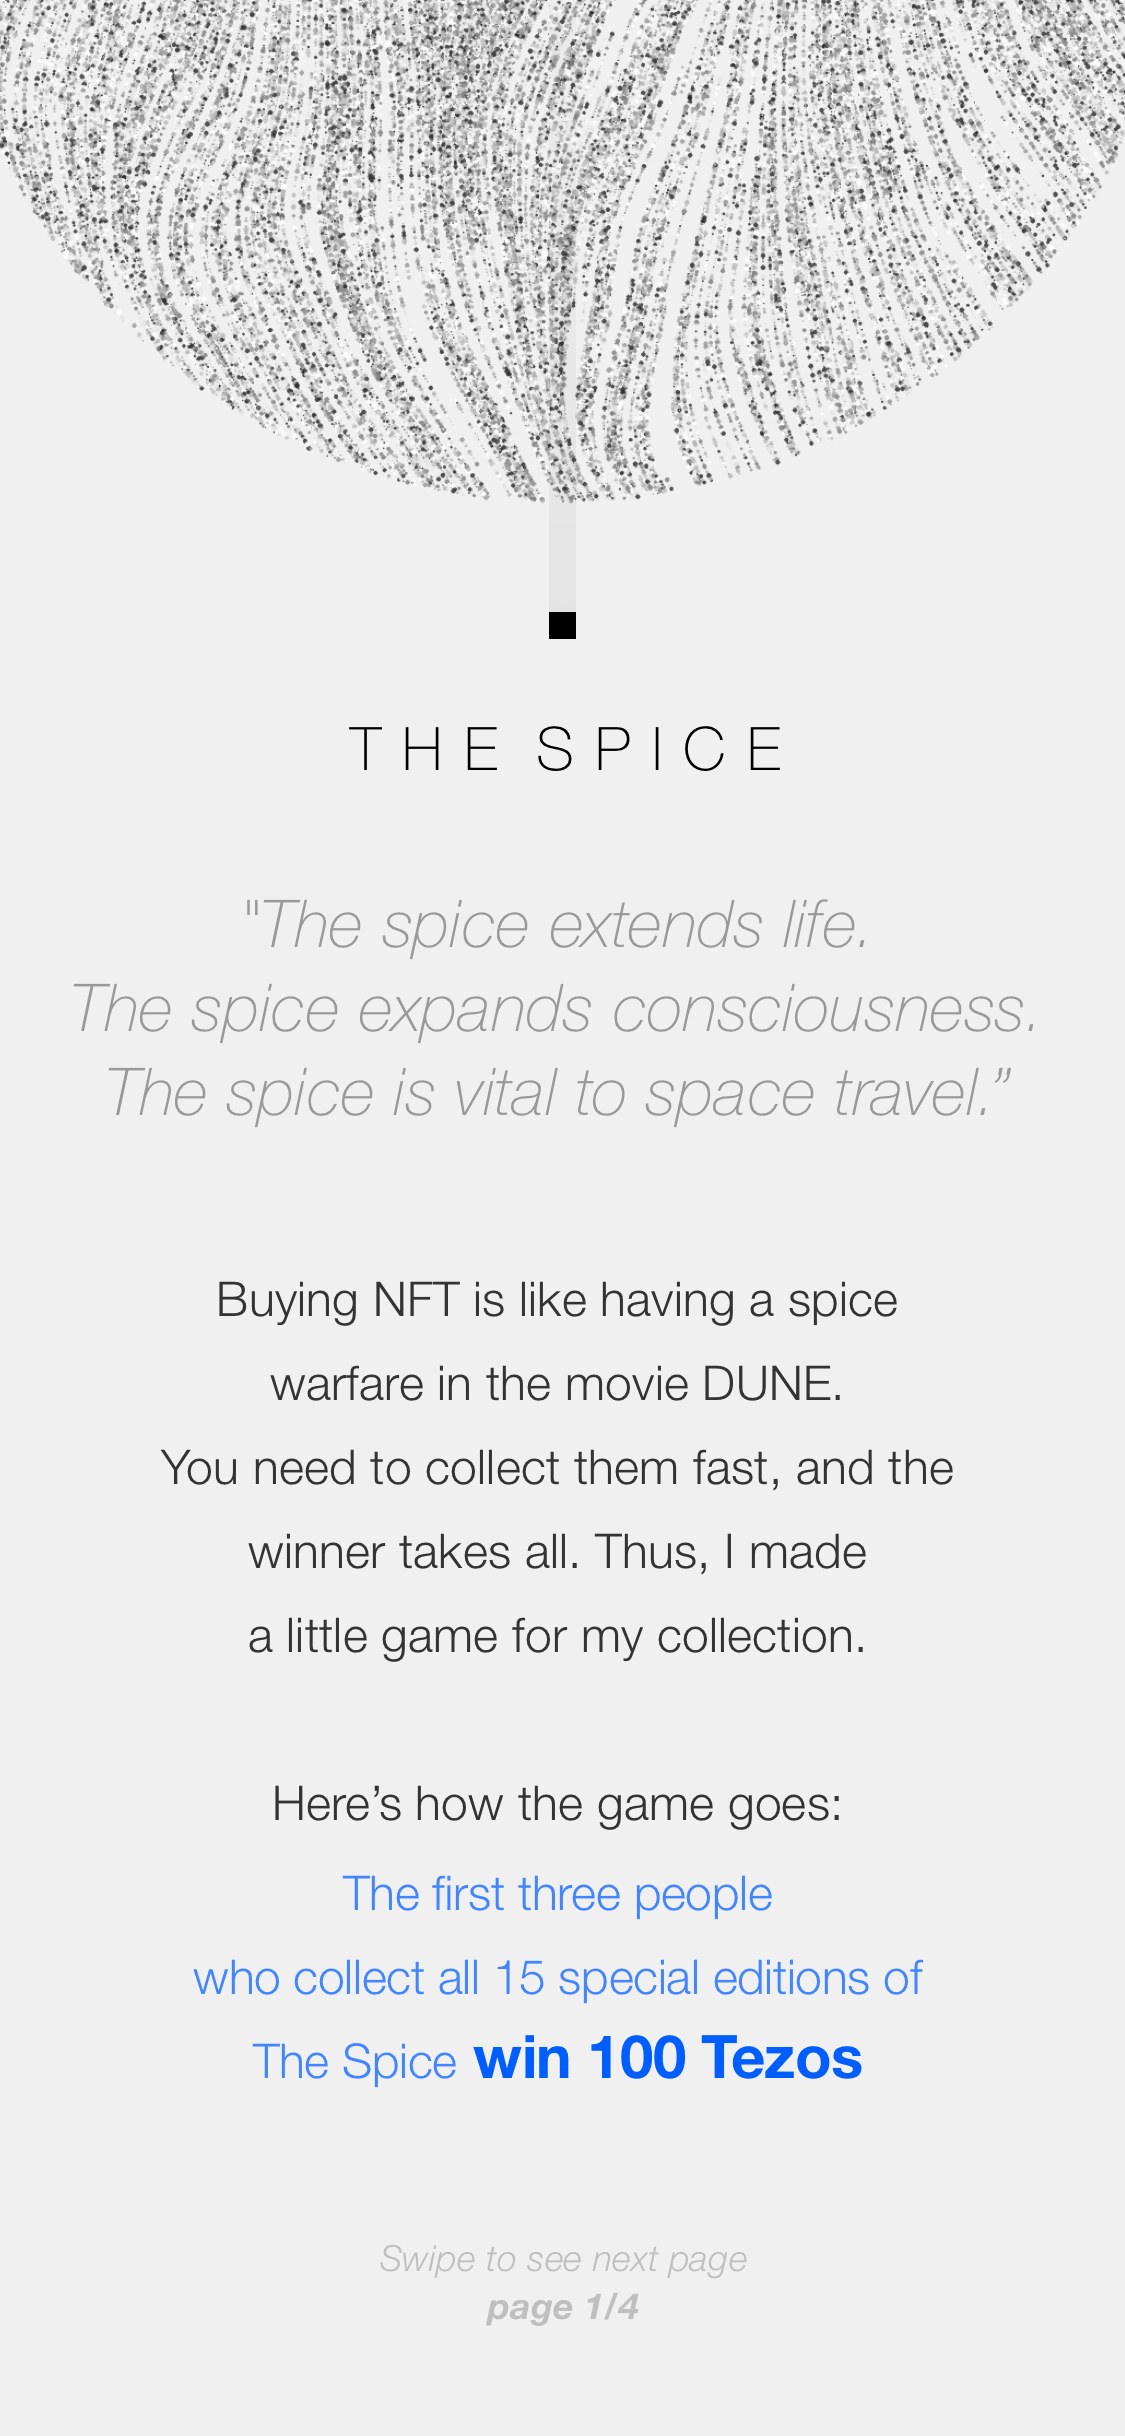 THE SPICE
"The spice extends life.
The spice expands consciousness.
The spice is vital to space travel.”
Buying NFT is like having a spice
warfare in the movie DUNE.
You need to collect them fast, and the
winner takes all. Thus, I made
a little game for my collection.
Here’s how the game goes:
The first three people
who collect all 15 special editions of
The Spice win 100 Tezos
Swipe to see next page
page 1/4